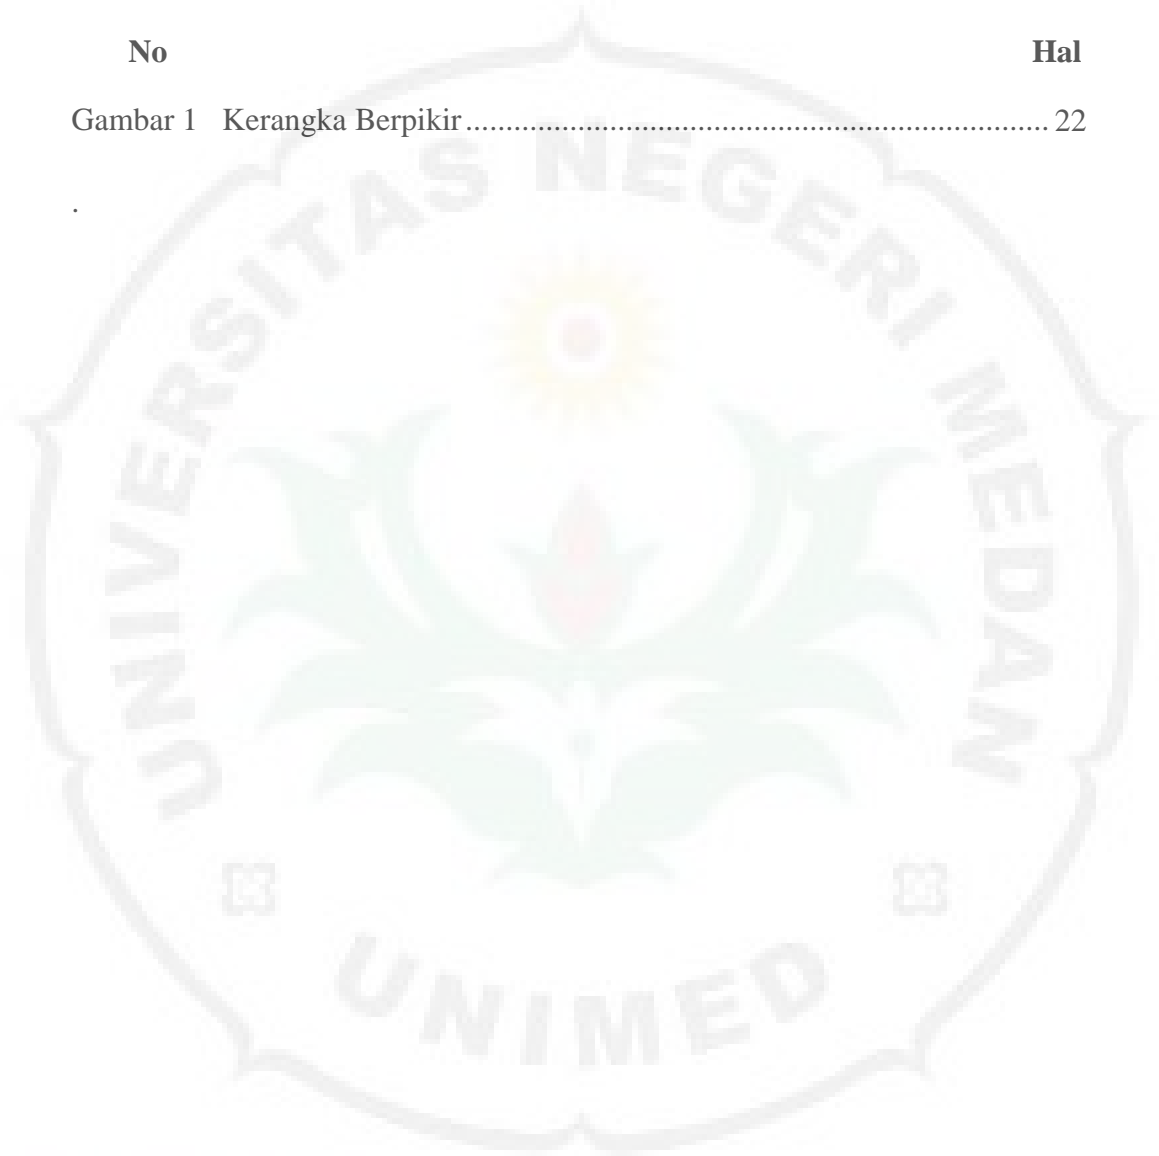 No Hal
Gambar 1 Kerangka Berpikir........................................................................ 22
.
UNIVERSITAS NEGERI MEDAN
UNIMED